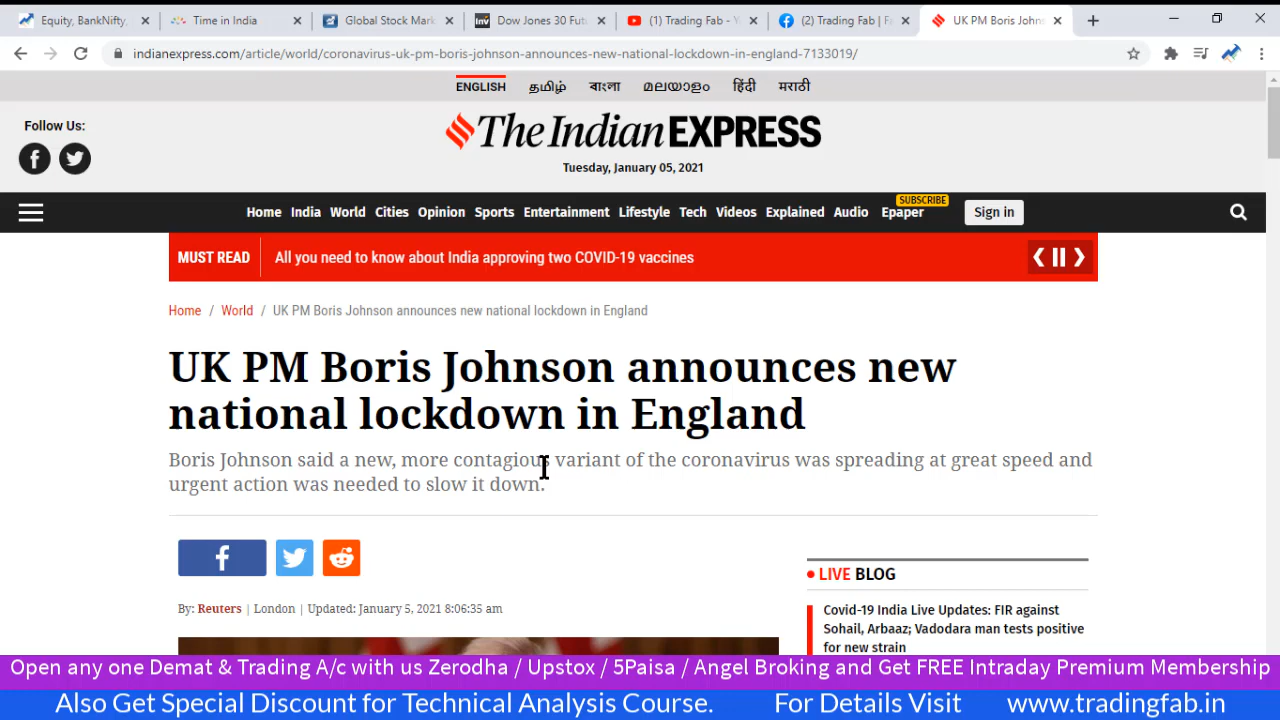 Equity, BankNifty,
Time in India
Global Stock Mark
Dow Jones 30 Fut
(1) Trading Fab - Y
(2) Trading Fab | Fa
UK PM Boris John
indianexpress.com/article/world/coronavirus-uk-pm-boris-johnson-announces-new-national-lockdown-in-england-7133019/
ENGLISH தமிழ் বাংলা മലയാളം हिंदी मराठी
Follow Us:
The Indian EXPRESS
Tuesday, January 05, 2021
SUBSCRIBE
Home India World Cities Opinion Sports Entertainment Lifestyle Tech Videos Explained Audio Epaper Sign in
MUST READ All you need to know about India approving two COVID-19 vaccines
Home / World / UK PM Boris Johnson announces new national lockdown in England
UK PM Boris Johnson announces new
national lockdown in England
Boris Johnson said a new, more contagious variant of the coronavirus was spreading at great speed and
urgent action was needed to slow it down.
LIVE BLOG
By: Reuters | London | Updated: January 5, 2021 8:06:35 am
Covid-19 India Live Updates: FIR against
Sohail, Arbaaz; Vadodara man tests positive
for new strain
Open any one Demat & Trading A/c with us Zerodha / Upstox / 5Paisa / Angel Broking and Get FREE Intraday Premium Membership
Also Get Special Discount for Technical Analysis Course. For Details Visit www.tradingfab.in